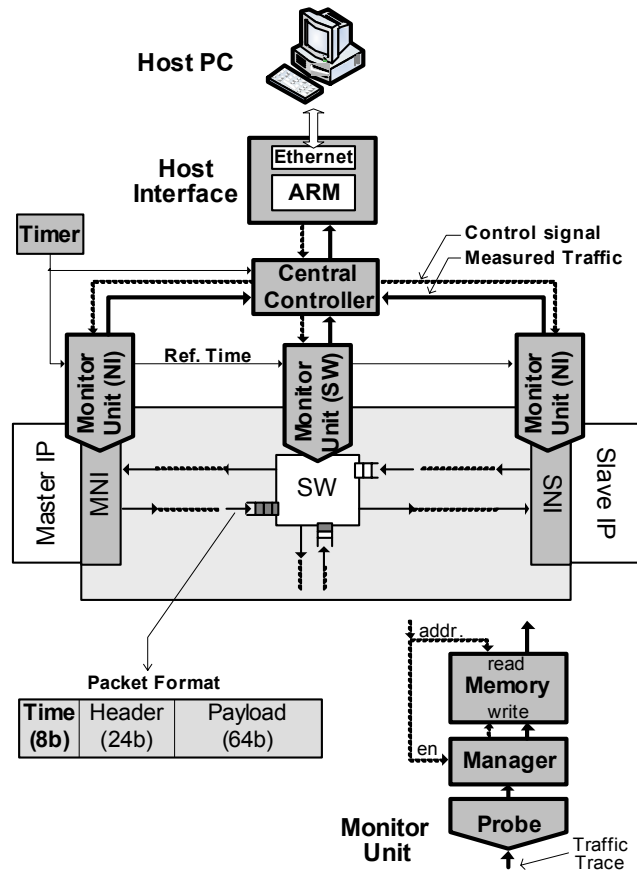 Host PC
Host
Interface
Ethernet
ARM
Timer
Control signal
Measured Traffic
Central
Controller
Monitor
Unit (NI)
Ref. Time
Monitor
Unit (SW)
Monitor
Unit (NI)
Master IP
MNI
SW
SNI
Slave IP
Packet Format
Time
(8b)
Header
(24b)
Payload
(64b)
addr.
read
Memory
write
en
Manager
Probe
Monitor
Unit
Traffic
Trace